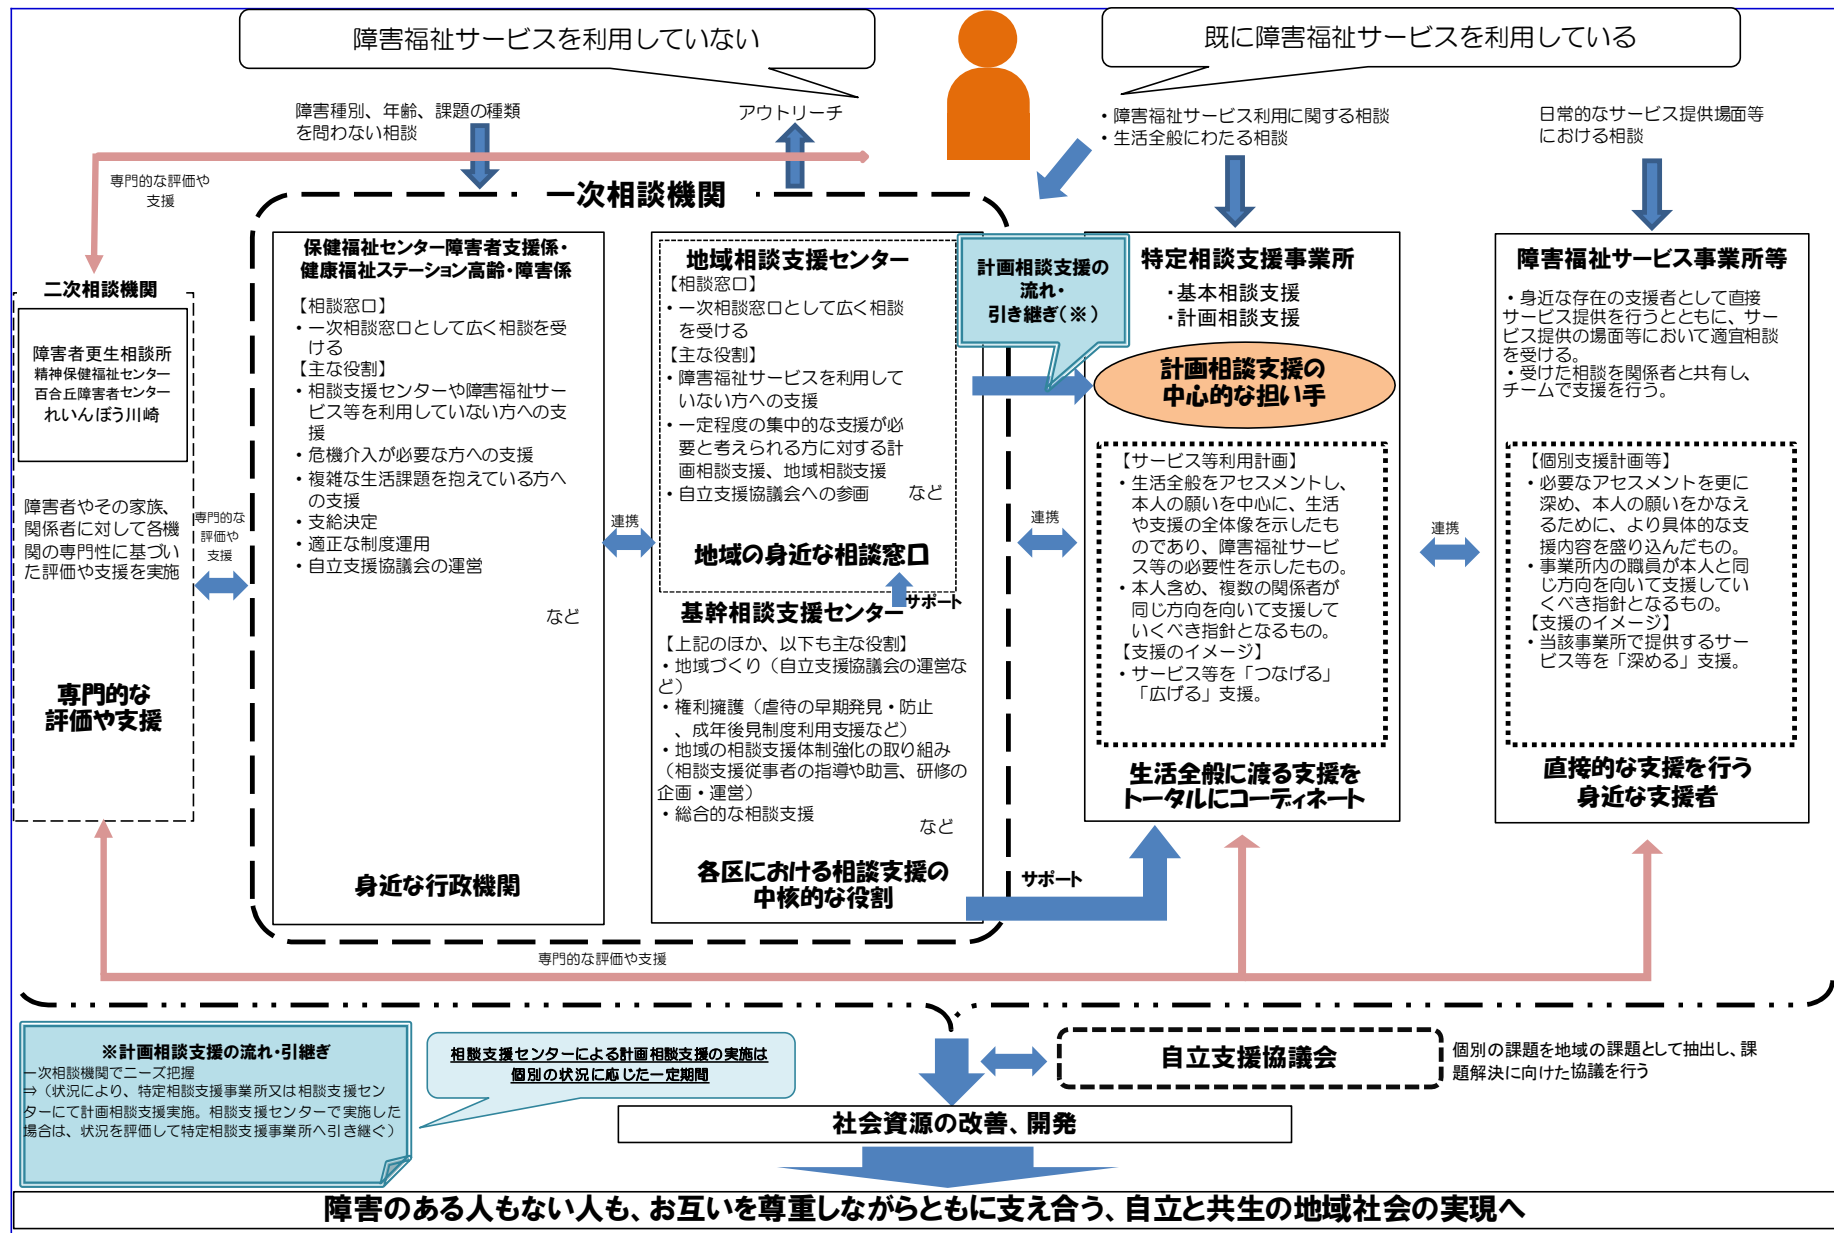 障害福祉サービスを利用していない
既に障害福祉サービスを利用している
障害種別、年齢、課題の種類
を問わない相談
アウトリーチ
・障害福祉サービス利用に関する相談
・生活全般にわたる相談
日常的なサービス提供場面等
における相談
専門的な評価や
支援
一次相談機関
二次相談機関
障害者更生相談所
精神保健福祉センター
百合丘障害者センター
れいんぼう川崎
障害者やその家族、
関係者に対して各機
関の専門性に基づい
た評価や支援を実施
専門的な
評価や支援
専門的な
評価や
支援
保健福祉センター障害者支援係・
健康福祉ステーション高齢・障害係
【相談窓口】
・一次相談窓口として広く相談を受
ける
【主な役割】
・相談支援センターや障害福祉サー
ビス等を利用していない方への支
援
・危機介入が必要な方への支援
・複雑な生活課題を抱えている方へ
の支援
・支給決定
・適正な制度運用
・自立支援協議会の運営
など
身近な行政機関
連携
地域相談支援センター
【相談窓口】
・一次相談窓口として広く相談
を受ける
【主な役割】
・障害福祉サービスを利用して
いない方への支援
・一定程度の集中的な支援が必
要と考えられる方に対する計
画相談支援、地域相談支援
・自立支援協議会への参画　など
地域の身近な相談窓口
サポート
基幹相談支援センター
【上記のほか、以下も主な役割】
・地域づくり（自立支援協議会の運営な
ど）
・権利擁護（虐待の早期発見・防止
、成年後見制度利用支援など）
・地域の相談支援体制強化の取り組み
（相談支援従事者の指導や助言、研修の
企画・運営）
・総合的な相談支援
など
各区における相談支援の
中核的な役割
計画相談支援の
流れ・
引き継ぎ（※）
連携
サポート
特定相談支援事業所
・基本相談支援
・計画相談支援
計画相談支援の
中心的な担い手
【サービス等利用計画】
・生活全般をアセスメントし、
本人の願いを中心に、生活
や支援の全体像を示したも
のであり、障害福祉サービ
ス等の必要性を示したもの。
・本人含め、複数の関係者が
同じ方向を向いて支援して
いくべき指針となるもの。
【支援のイメージ】
・サービス等を「つなげる」
「広げる」支援。
生活全般に渡る支援を
トータルにコーディネート
連携
障害福祉サービス事業所等
・身近な存在の支援者として直接
サービス提供を行うとともに、サー
ビス提供の場面等において適宜相談
を受ける。
・受けた相談を関係者と共有し、
チームで支援を行う。
【個別支援計画等】
・必要なアセスメントを更に
深め、本人の願いをかなえ
るために、より具体的な支
援内容を盛り込んだもの。
・事業所内の職員が本人と同
じ方向を向いて支援してい
くべき指針となるもの。
【支援のイメージ】
・当該事業所で提供するサー
ビス等を「深める」支援。
直接的な支援を行う
身近な支援者
専門的な評価や支援
※計画相談支援の流れ・引継ぎ
一次相談機関でニーズ把握
⇒（状況により、特定相談支援事業所又は相談支援セン
ターにて計画相談支援実施。相談支援センターで実施した
場合は、状況を評価して特定相談支援事業所へ引き継ぐ）
相談支援センターによる計画相談支援の実施は
個別の状況に応じた一定期間
自立支援協議会
個別の課題を地域の課題として抽出し、課
題解決に向けた協議を行う
社会資源の改善、開発
障害のある人もない人も、お互いを尊重しながらともに支え合う、自立と共生の地域社会の実現へ